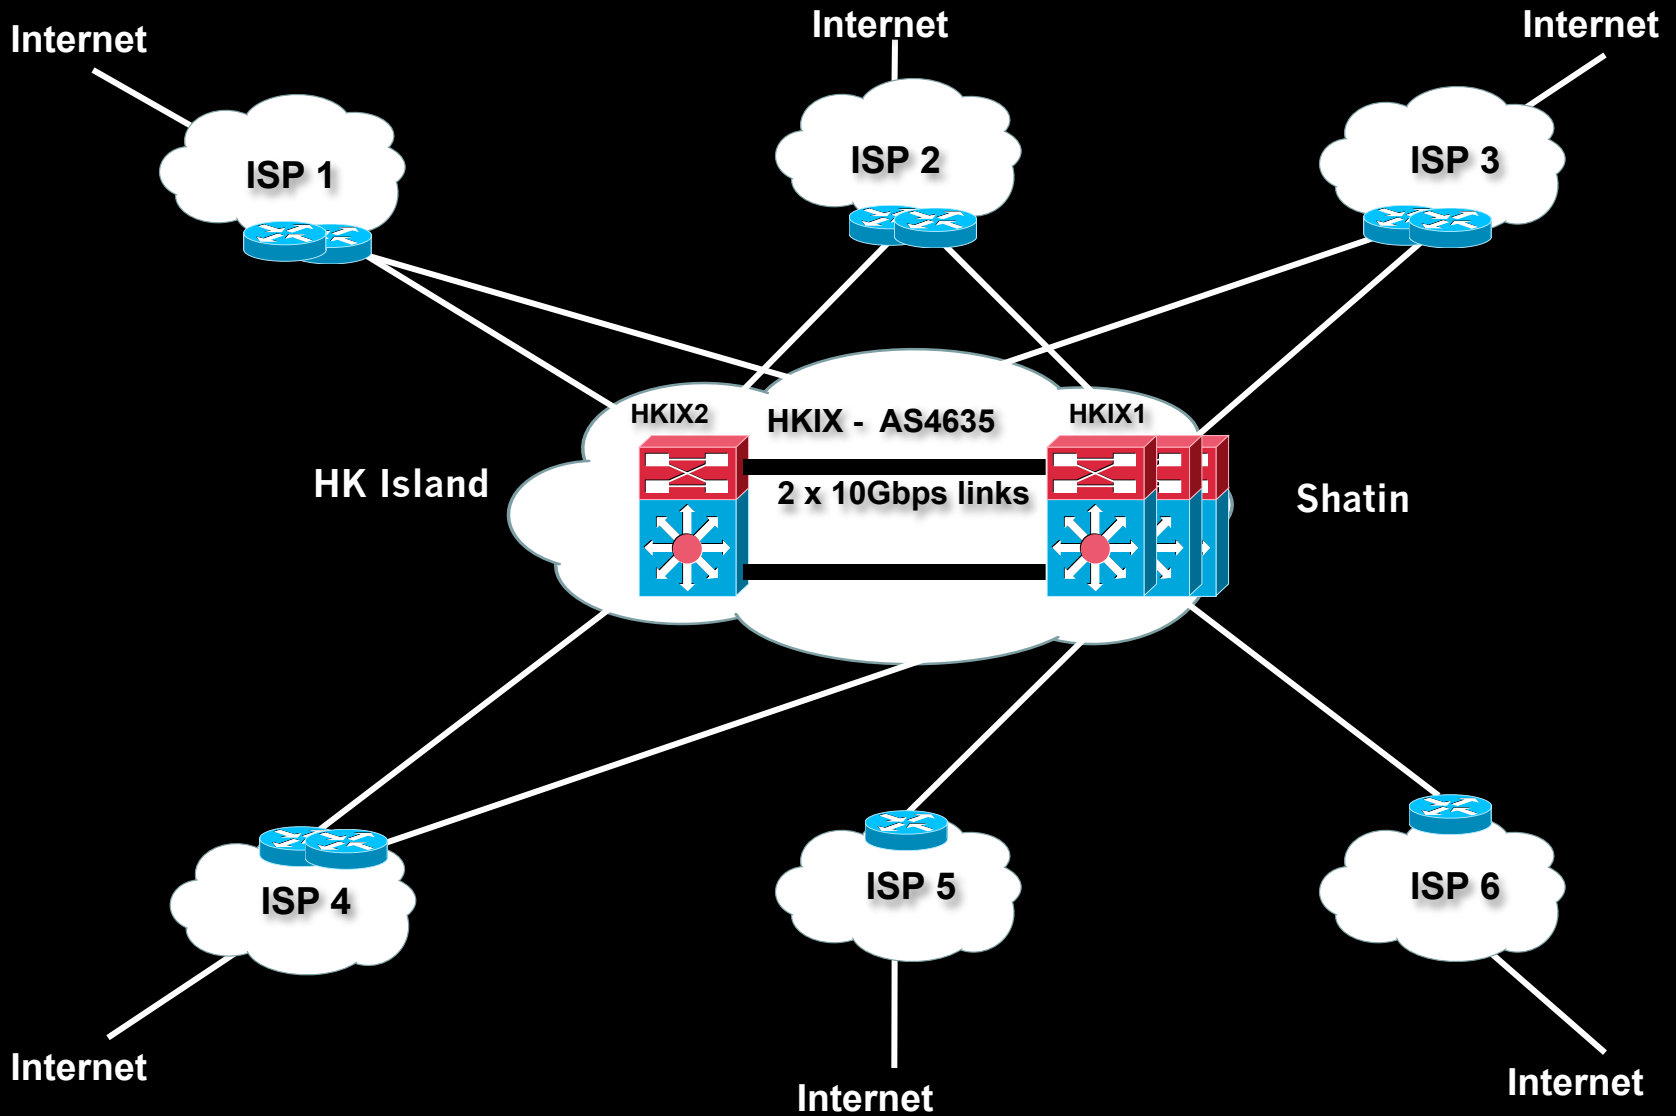 Internet
Internet
Internet
ISP 1
ISP 2
ISP 3
HKIX2
HKIX - AS4635
HKIX1
HK Island
2 x 10Gbps links
Shatin
ISP 4
ISP 5
ISP 6
Internet
Internet
Internet